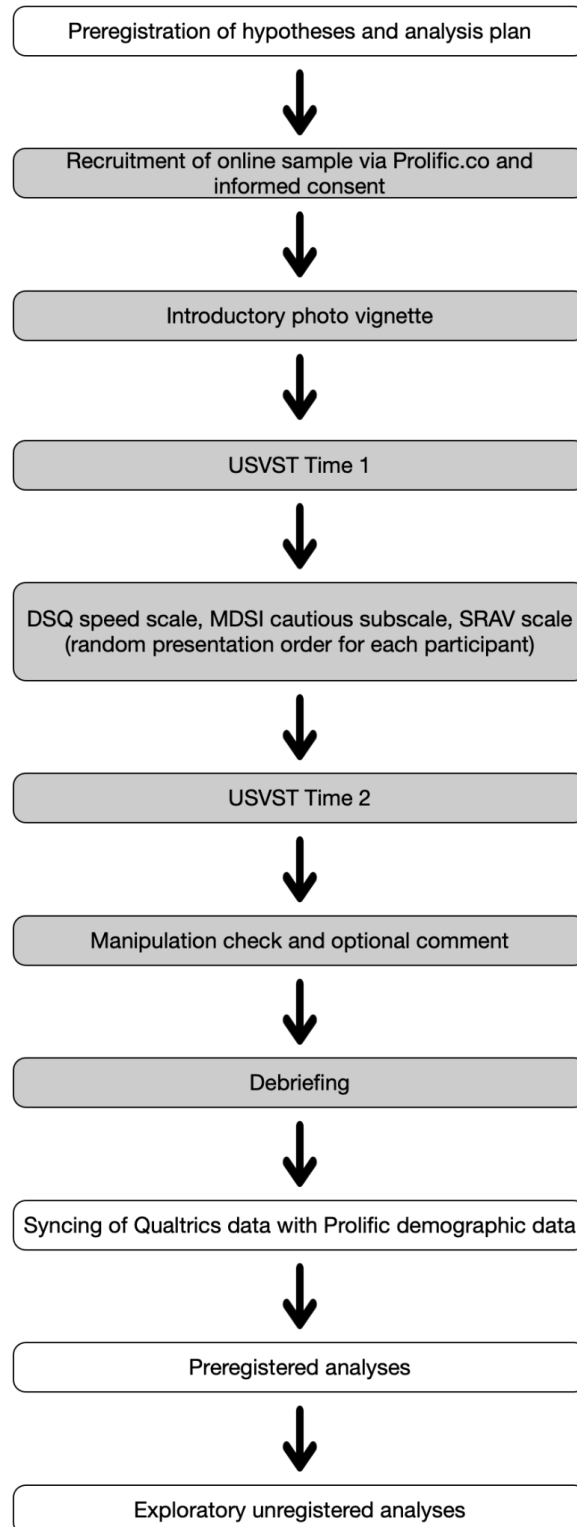 Preregistration of hypotheses and analysis plan
Recruitment of online sample via Prolific.co and
informed consent
Introductory photo vignette
USVST Time 1
DSQ speed scale, MDSI cautious subscale, SRAV scale
(random presentation order for each participant)
USVST Time 2
Manipulation check and optional comment
Debriefing
Syncing of Qualtrics data with Prolific demographic data
Preregistered analyses
Exploratory unregistered analyses